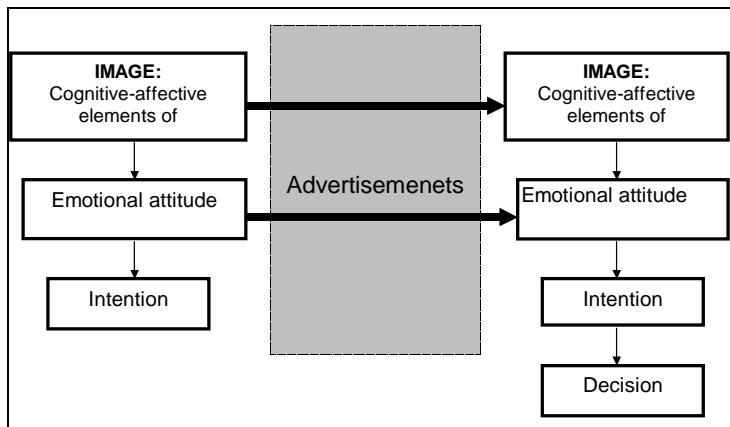 IMAGE:
Cognitive-affective
elements of
Emotional attitude
Intention
Advertisemenets
IMAGE:
Cognitive-affective
elements of
Emotional attitude
Intention
Decision